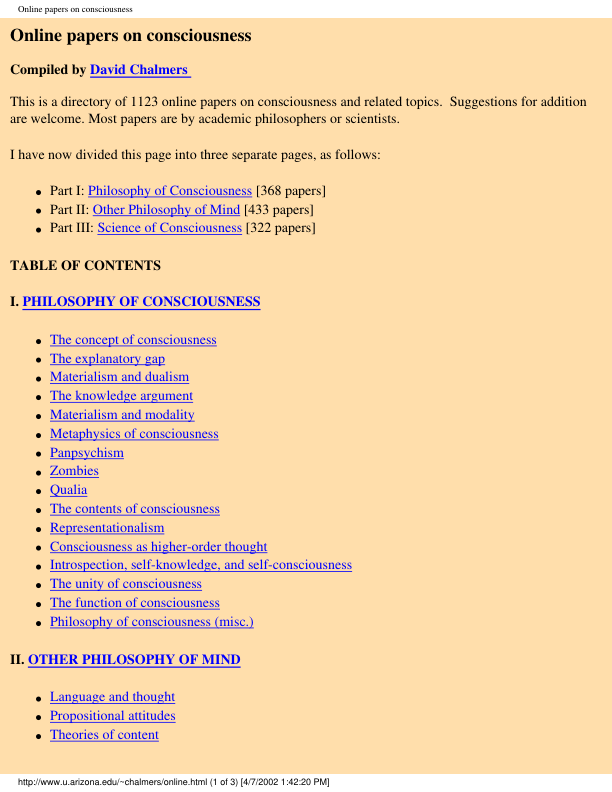 Online papers on consciousness
Online papers on consciousness
Compiled by David Chalmers
This is a directory of 1123 online papers on consciousness and related topics.  Suggestions for addition
are welcome. Most papers are by academic philosophers or scientists.
I have now divided this page into three separate pages, as follows:
● Part I: Philosophy of Consciousness [368 papers]
● Part II: Other Philosophy of Mind [433 papers]
● Part III: Science of Consciousness [322 papers]
TABLE OF CONTENTS
I. PHILOSOPHY OF CONSCIOUSNESS
● The concept of consciousness
● The explanatory gap
● Materialism and dualism
● The knowledge argument
● Materialism and modality
● Metaphysics of consciousness
● Panpsychism
● Zombies
● Qualia
● The contents of consciousness
● Representationalism
● Consciousness as higher-order thought
● Introspection, self-knowledge, and self-consciousness
● The unity of consciousness
● The function of consciousness
● Philosophy of consciousness (misc.)
II. OTHER PHILOSOPHY OF MIND
● Language and thought
● Propositional attitudes
● Theories of content
http://www.u.arizona.edu/~chalmers/online.html (1 of 3) [4/7/2002 1:42:20 PM]